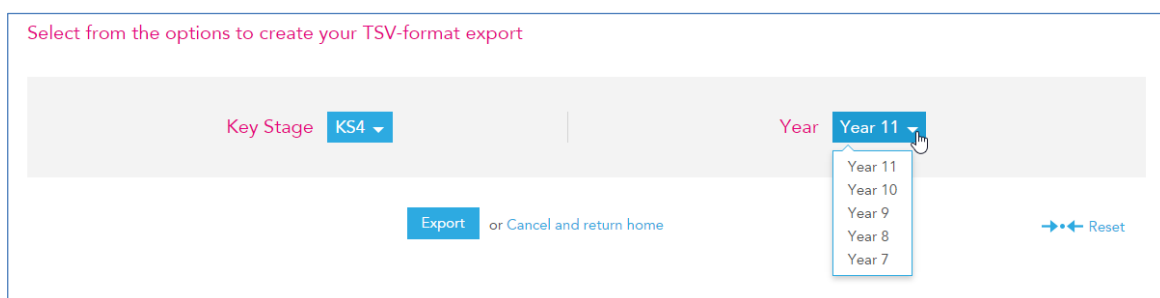 Select from the options to create your TSV-format export
Key Stage KS4 Year Year 11
Year 11
Year 10
Year 9
Year 8
Year 7
Export or Cancel and return home Reset